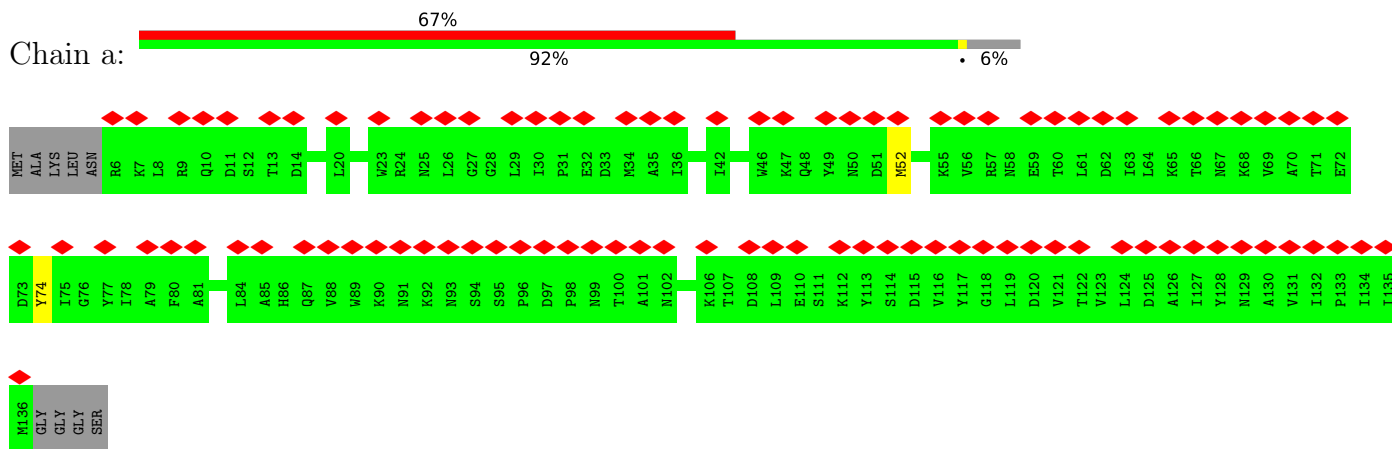 67%
Chain a:
92% • 6%
MET ALA LYS LEU ASN R6 K7 L8 R9 Q10 D11 S12 T13 D14 L20 W23 R24 N25 L26 G27 G28 L29 I30 P31 E32 D33 M34 A35 I36 I42 W46 K47 Q48 Y49 N50 D51 M52 K55 V56 R57 N58 E59 T60 L61 D62 I63 L64 K65 T66 N67 K68 V69 A70 T71 E72
D73 Y74 I75 G76 Y77 I78 A79 F80 A81 L84 A85 H86 Q87 V88 W89 K90 N91 K92 N93 S94 S95 P96 D97 P98 N99 T100 A101 N102 K106 T107 D108 L109 E110 S111 K112 Y113 S114 D115 V116 Y117 G118 L119 D120 V121 T122 V123 L124 D125 A126 I127 Y128 N129 A130 V131 I132 P133 I134 I135
M136 GLY GLY GLY SER